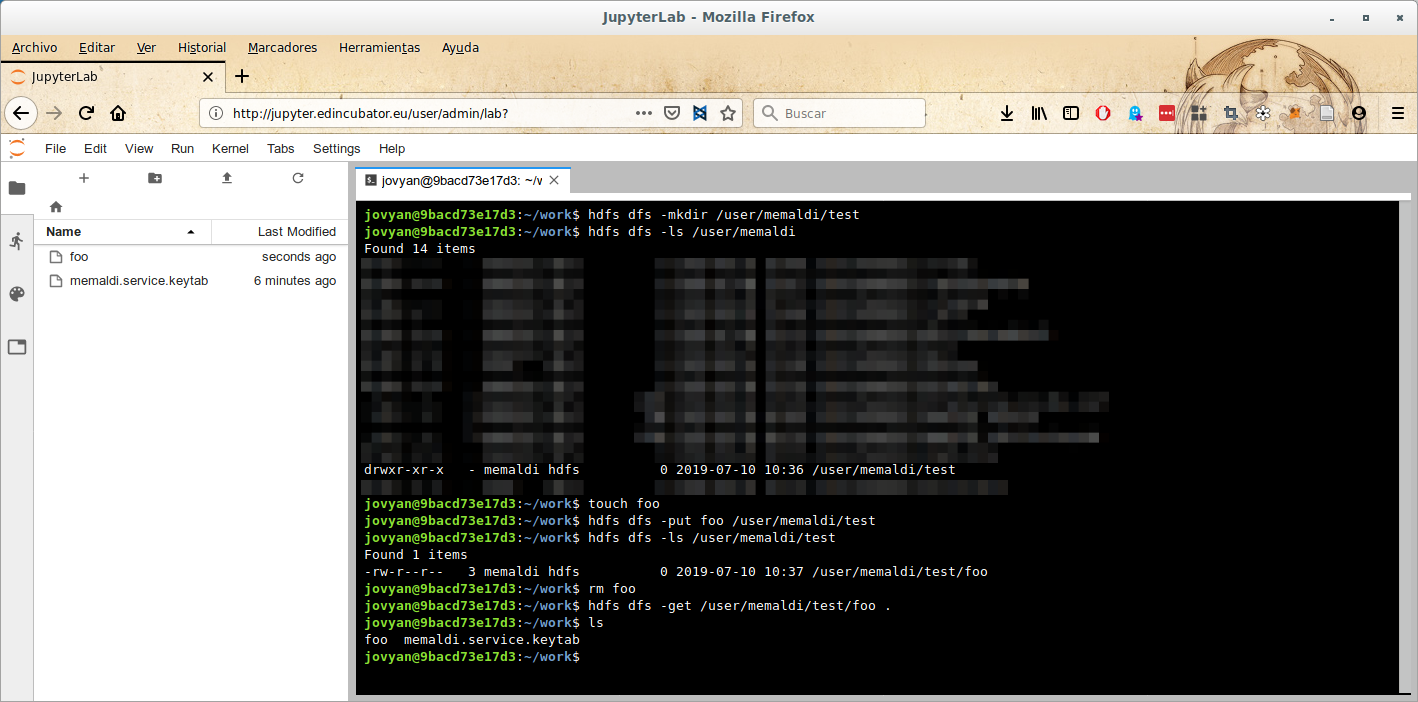 JupyterLab - Mozilla Firefox
Archivo Editar Ver Historial Marcadores Herramientas Ayuda
JupyterLab
http://jupyter.edincubator.eu/user/admin/lab?
Buscar
File Edit View Run Kernel Tabs Settings Help
jovyan@9bacd73e17d3: ~/v
Name Last Modified
foo seconds ago
memaldi.service.keytab 6 minutes ago
jovyan@9bacd73e17d3:~/work$ hdfs dfs -mkdir /user/memaldi/test
jovyan@9bacd73e17d3:~/work$ hdfs dfs -ls /user/memaldi
Found 14 items
drwxr-xr-x   - memaldi hdfs          0 2019-07-10 10:36 /user/memaldi/test
jovyan@9bacd73e17d3:~/work$ touch foo
jovyan@9bacd73e17d3:~/work$ hdfs dfs -put foo /user/memaldi/test
jovyan@9bacd73e17d3:~/work$ hdfs dfs -ls /user/memaldi/test
Found 1 items
-rw-r--r--   3 memaldi hdfs          0 2019-07-10 10:37 /user/memaldi/test/foo
jovyan@9bacd73e17d3:~/work$ rm foo
jovyan@9bacd73e17d3:~/work$ hdfs dfs -get /user/memaldi/test/foo .
jovyan@9bacd73e17d3:~/work$ ls
foo  memaldi.service.keytab
jovyan@9bacd73e17d3:~/work$